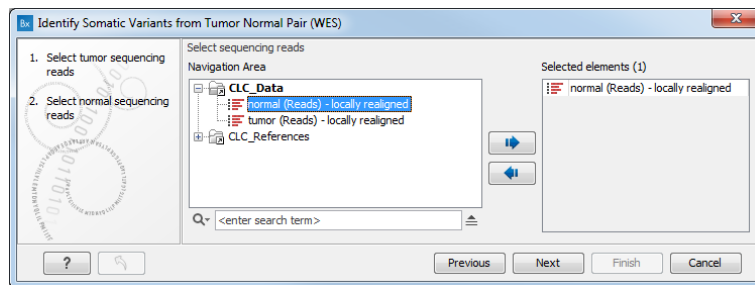 Bx Identify Somatic Variants from Tumor Normal Pair (WES)
1. Select tumor sequencing
reads
2. Select normal sequencing
reads
Select sequencing reads
Navigation Area
CLC_Data
normal (Reads) - locally realigned
tumor (Reads) - locally realigned
CLC_References
<enter search term>
Selected elements (1)
normal (Reads) - locally realigned
? Previous Next Finish Cancel